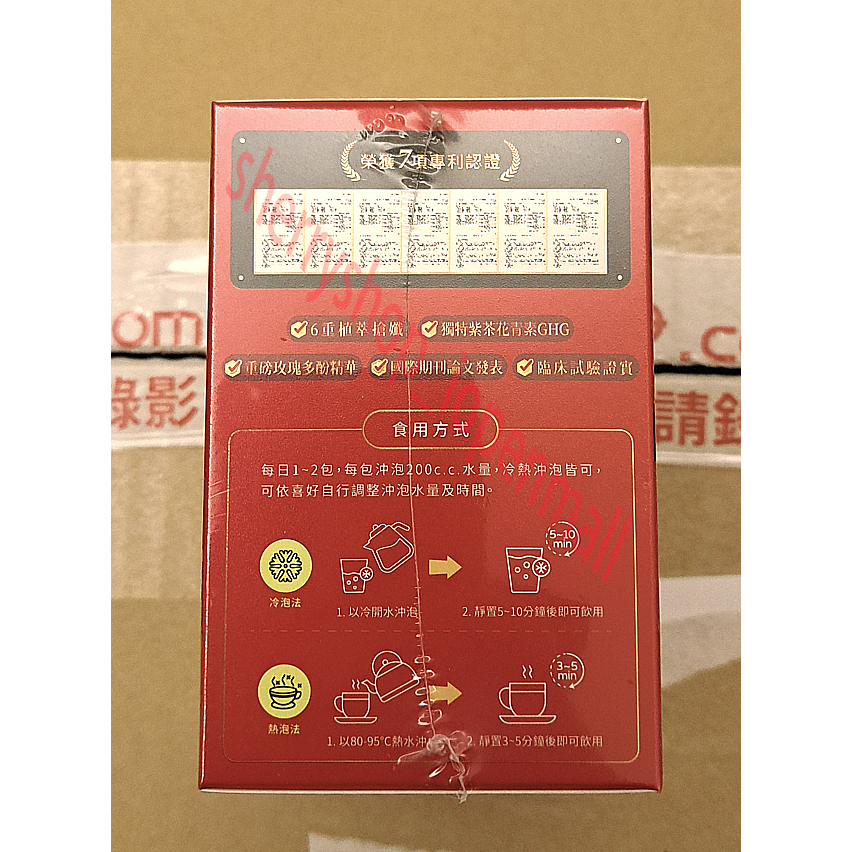 榮獲7項專利認證
6重植萃搶孅 獨特紫茶花青素GHG
重磅玫瑰多酚精華 國際期刊論文發表 臨床試驗證實
食用方式
每日1~2包，每包沖泡200c.c.水量，冷熱沖泡皆可，
可依喜好自行調整沖泡水量及時間。
5~10
min
冷泡法
1. 以冷開水沖泡
2. 靜置5~10分鐘後即可飲用
3~5
min
熱泡法
1. 以80-95°C熱水沖
2. 靜置3~5分鐘後即可飲用
om
.co
錄影
請錄